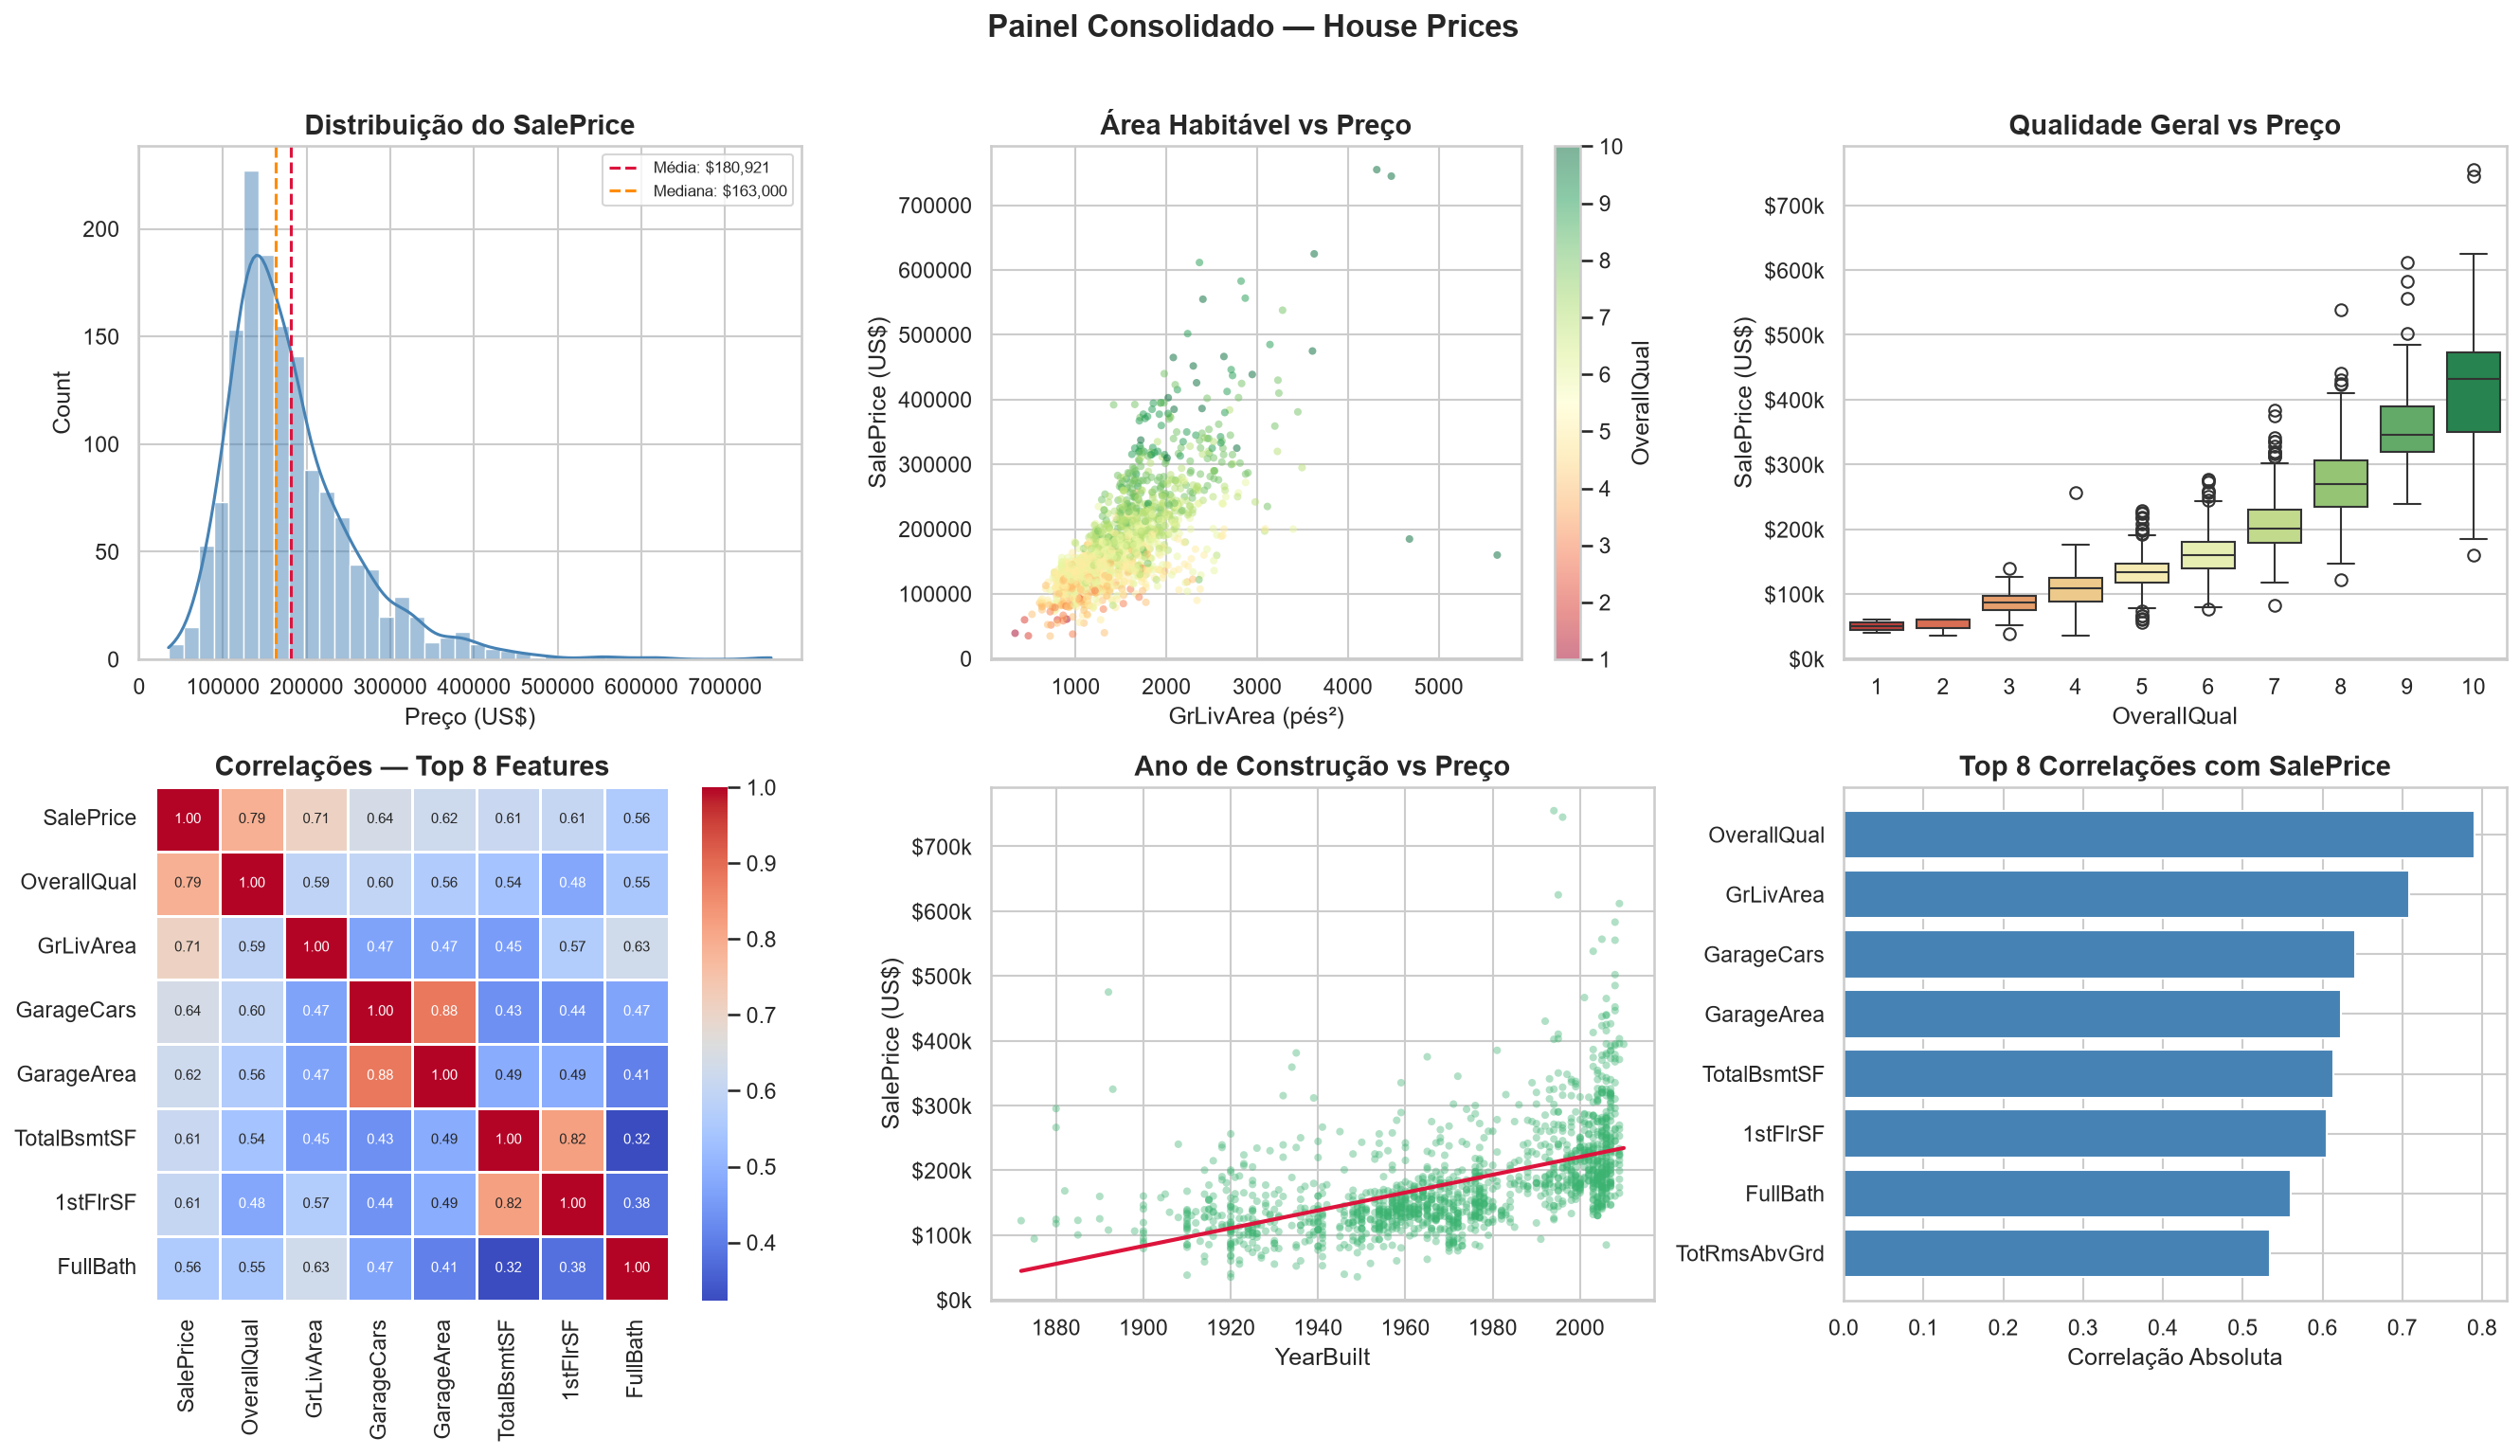 Painel Consolidado — House Prices
Distribuição do SalePrice
Média: $180,921
Mediana: $163,000
Count
200
150
100
50
0
0 100000 200000 300000 400000 500000 600000 700000
Preço (US$)
Área Habitável vs Preço
SalePrice (US$)
700000
600000
500000
400000
300000
200000
100000
0
1000 2000 3000 4000 5000
GrLivArea (pés²)
10
9
8
7
6
5
4
3
2
1
OverallQual
Qualidade Geral vs Preço
SalePrice (US$)
$700k
$600k
$500k
$400k
$300k
$200k
$100k
$0k
1 2 3 4 5 6 7 8 9 10
OverallQual
Correlações — Top 8 Features
SalePrice 1.00 0.79 0.71 0.64 0.62 0.61 0.61 0.56
OverallQual 0.79 1.00 0.59 0.60 0.56 0.54 0.48 0.55
GrLivArea 0.71 0.59 1.00 0.47 0.47 0.45 0.57 0.63
GarageCars 0.64 0.60 0.47 1.00 0.88 0.43 0.44 0.47
GarageArea 0.62 0.56 0.47 0.88 1.00 0.49 0.49 0.41
TotalBsmtSF 0.61 0.54 0.45 0.43 0.49 1.00 0.82 0.32
1stFlrSF 0.61 0.48 0.57 0.44 0.49 0.82 1.00 0.38
FullBath 0.56 0.55 0.63 0.47 0.41 0.32 0.38 1.00
SalePrice OverallQual GrLivArea GarageCars GarageArea TotalBsmtSF 1stFlrSF FullBath
1.0
0.9
0.8
0.7
0.6
0.5
0.4
Ano de Construção vs Preço
SalePrice (US$)
$700k
$600k
$500k
$400k
$300k
$200k
$100k
$0k
1880 1900 1920 1940 1960 1980 2000
YearBuilt
Top 8 Correlações com SalePrice
OverallQual
GrLivArea
GarageCars
GarageArea
TotalBsmtSF
1stFlrSF
FullBath
TotRmsAbvGrd
0.0 0.1 0.2 0.3 0.4 0.5 0.6 0.7 0.8
Correlação Absoluta